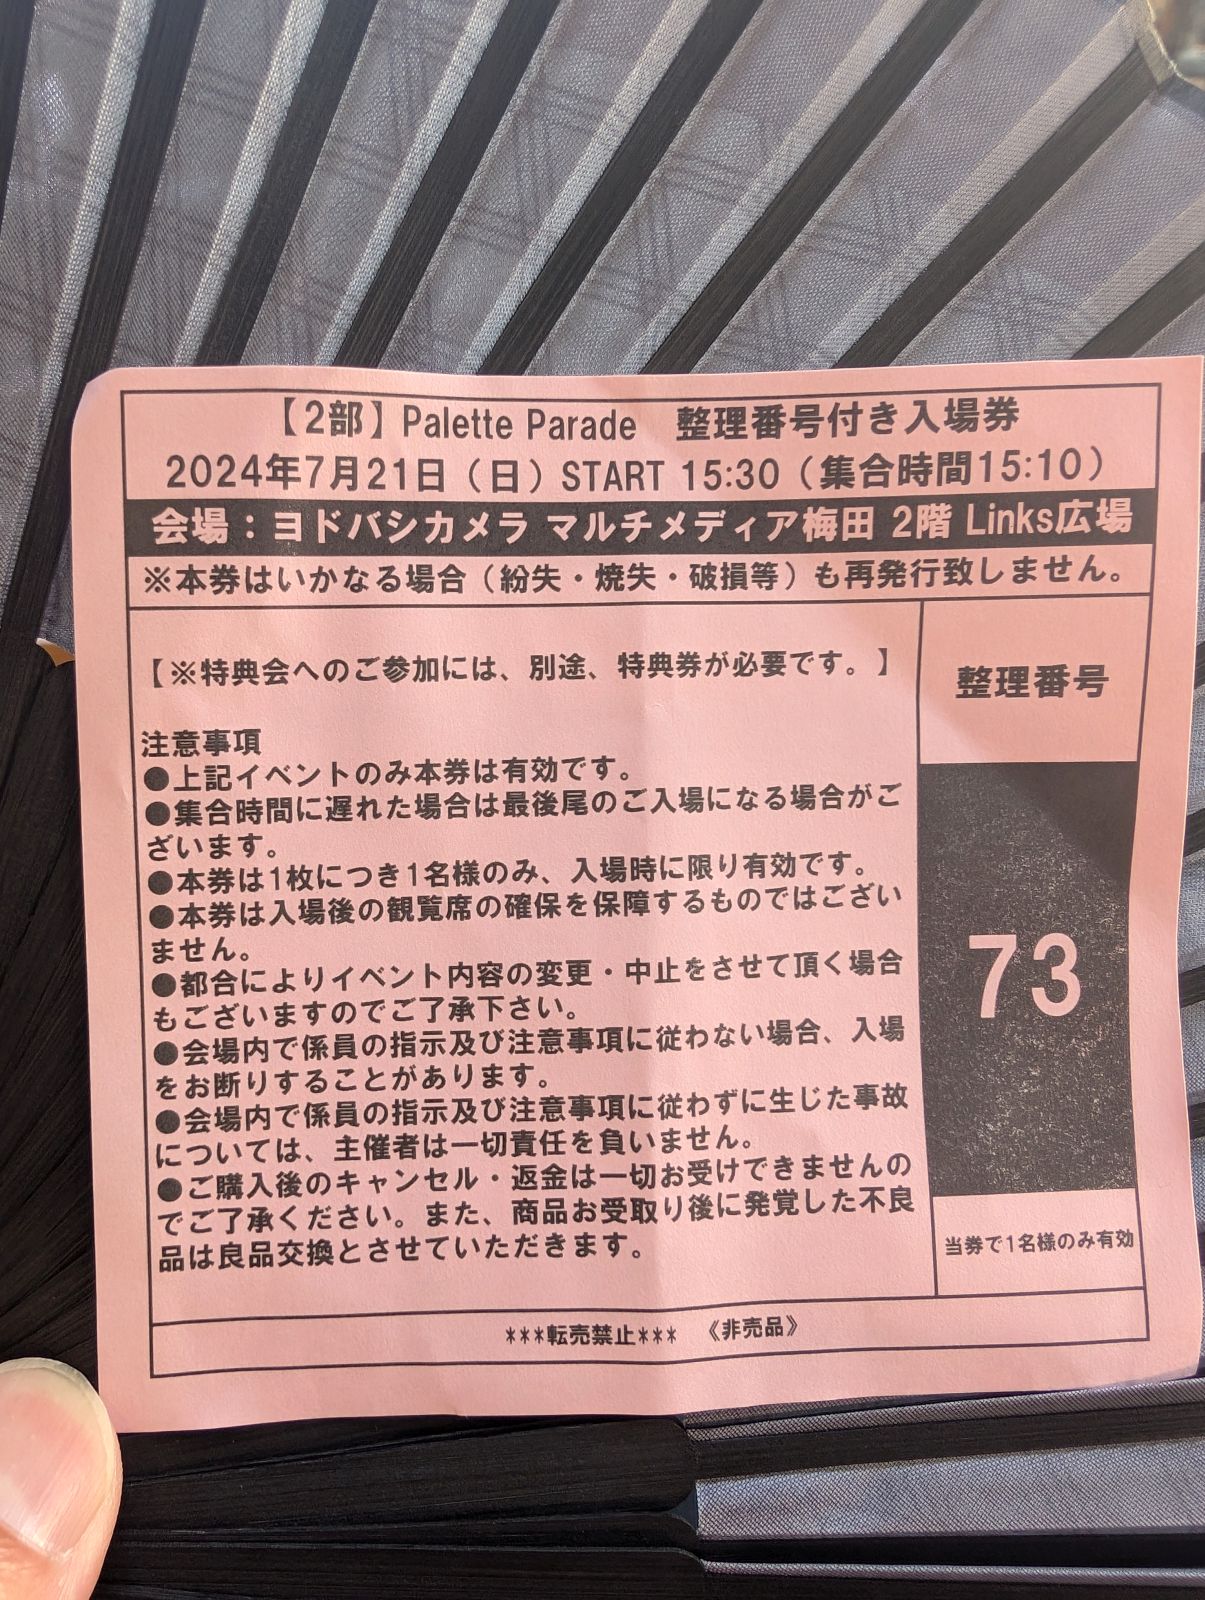 【2部】Palette Parade　整理番号付き入場券
2024年7月21日（日）START 15:30（集合時間15:10）
会場：ヨドバシカメラ マルチメディア梅田 2階 Links広場
※本券はいかなる場合（紛失・焼失・破損等）も再発行致しません。
【※特典会へのご参加には、別途、特典券が必要です。】
注意事項
●上記イベントのみ本券は有効です。
●集合時間に遅れた場合は最後尾のご入場になる場合がご
ざいます。
●本券は1枚につき1名様のみ、入場時に限り有効です。
●本券は入場後の観覧席の確保を保障するものではござい
ません。
●都合によりイベント内容の変更・中止をさせて頂く場合
もございますのでご了承下さい。
●会場内で係員の指示及び注意事項に従わない場合、入場
をお断りすることがあります。
●会場内で係員の指示及び注意事項に従わずに生じた事故
については、主催者は一切責任を負いません。
●ご購入後のキャンセル・返金は一切お受けできませんの
でご了承ください。また、商品お受取り後に発覚した不良
品は良品交換とさせていただきます。
整理番号
73
当券で1名様のみ有効
***転売禁止***　《非売品》